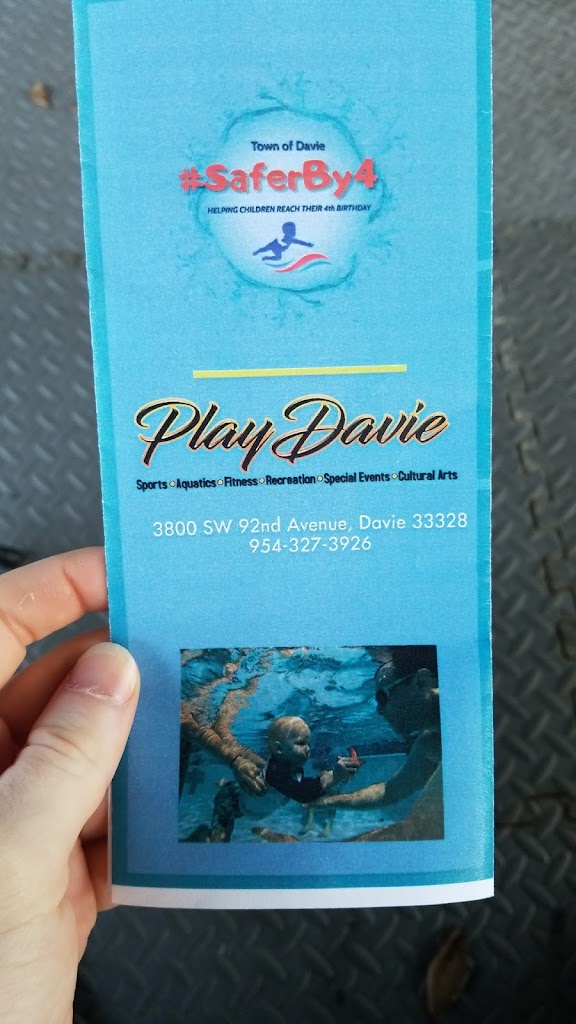 Town of Davie
#SaferBy4
HELPING CHILDREN REACH THEIR 4th BIRTHDAY
Play Davie
Sports • Aquatics • Fitness • Recreation • Special Events • Cultural Arts
3800 SW 92nd Avenue, Davie 33328
954-327-3926